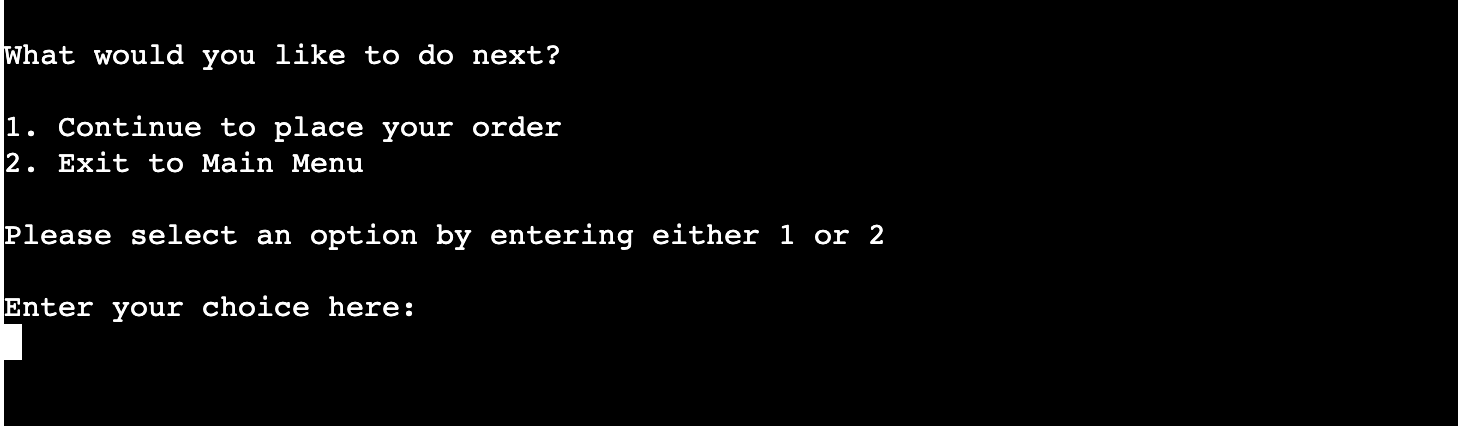 What would you like to do next?
1. Continue to place your order
2. Exit to Main Menu
Please select an option by entering either 1 or 2
Enter your choice here: